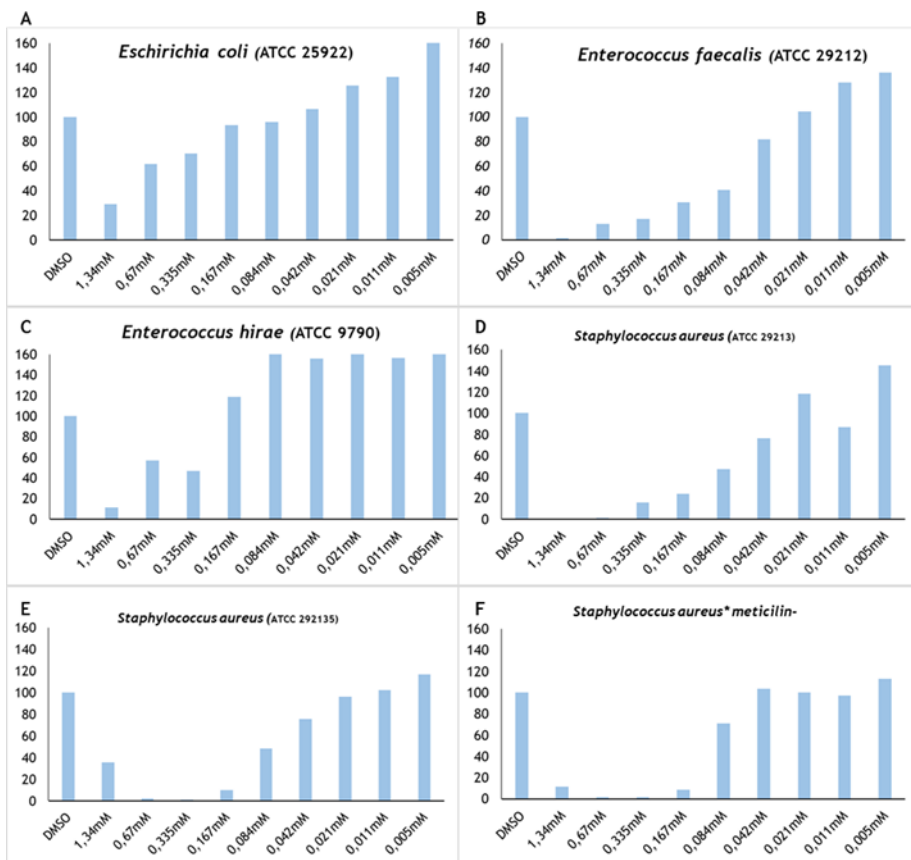 A
Eschirichia coli (ATCC 25922)
160
140
120
100
80
60
40
20
0
DMSO
1,34mM
0,67mM
0,335mM
0,167mM
0,084mM
0,042mM
0,021mM
0,011mM
0,005mM
B
Enterococcus faecalis (ATCC 29212)
160
140
120
100
80
60
40
20
0
DMSO
1,34mM
0,67mM
0,335mM
0,167mM
0,084mM
0,042mM
0,021mM
0,011mM
0,005mM
C
Enterococcus hirae (ATCC 9790)
160
140
120
100
80
60
40
20
0
DMSO
1,34mM
0,67mM
0,335mM
0,167mM
0,084mM
0,042mM
0,021mM
0,011mM
0,005mM
D
Staphylococcus aureus (ATCC 29213)
160
140
120
100
80
60
40
20
0
DMSO
1,34mM
0,67mM
0,335mM
0,167mM
0,084mM
0,042mM
0,021mM
0,011mM
0,005mM
E
Staphylococcus aureus (ATCC 292135)
160
140
120
100
80
60
40
20
0
DMSO
1,34mM
0,67mM
0,335mM
0,167mM
0,084mM
0,042mM
0,021mM
0,011mM
0,005mM
F
Staphylococcus aureus* meticilin-
160
140
120
100
80
60
40
20
0
DMSO
1,34mM
0,67mM
0,335mM
0,167mM
0,084mM
0,042mM
0,021mM
0,011mM
0,005mM